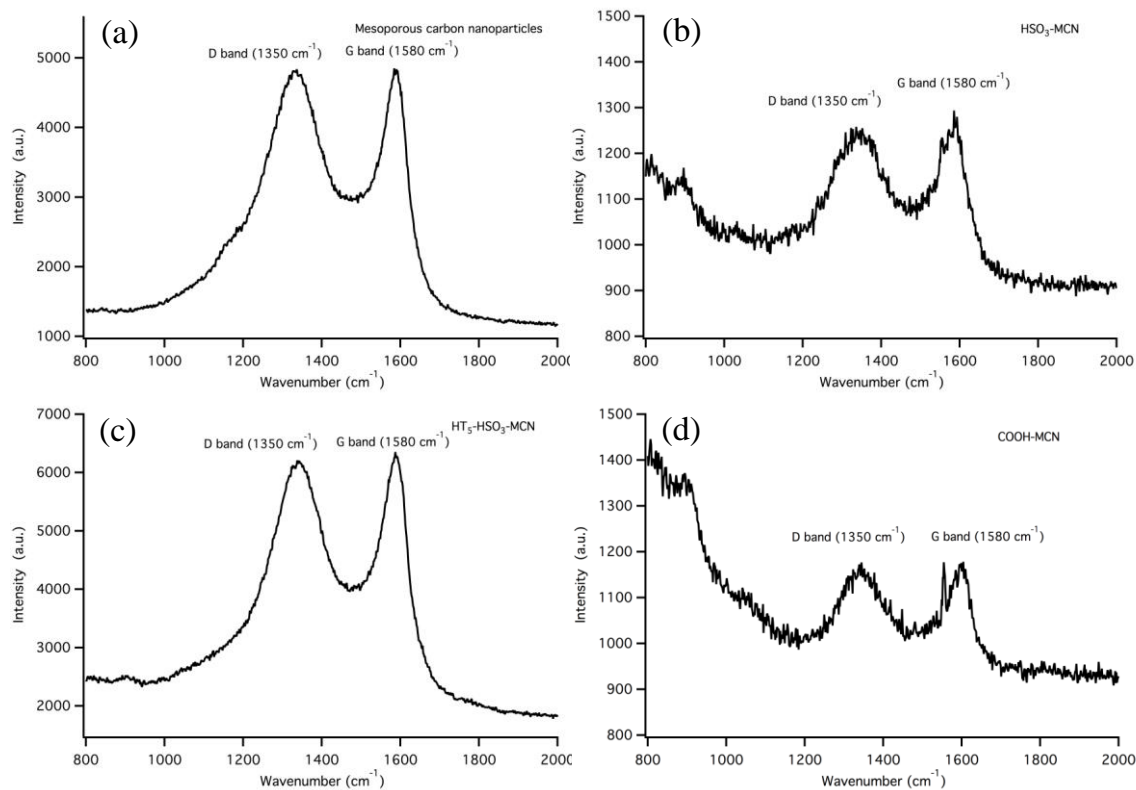 (a)
Mesoporous carbon nanoparticles
D band (1350 cm⁻¹)
G band (1580 cm⁻¹)
5000
4000
3000
2000
1000
Intensity (a.u.)
800 1000 1200 1400 1600 1800 2000
Wavenumber (cm⁻¹)
(b)
HSO₃-MCN
G band (1580 cm⁻¹)
D band (1350 cm⁻¹)
1500
1400
1300
1200
1100
1000
900
800
Intensity (a.u.)
800 1000 1200 1400 1600 1800 2000
Wavenumber (cm⁻¹)
(c)
HT₅-HSO₃-MCN
D band (1350 cm⁻¹)
G band (1580 cm⁻¹)
7000
6000
5000
4000
3000
2000
Intensity (a.u.)
800 1000 1200 1400 1600 1800 2000
Wavenumber (cm⁻¹)
(d)
COOH-MCN
D band (1350 cm⁻¹)
G band (1580 cm⁻¹)
1500
1400
1300
1200
1100
1000
900
800
Intensity (a.u.)
800 1000 1200 1400 1600 1800 2000
Wavenumber (cm⁻¹)